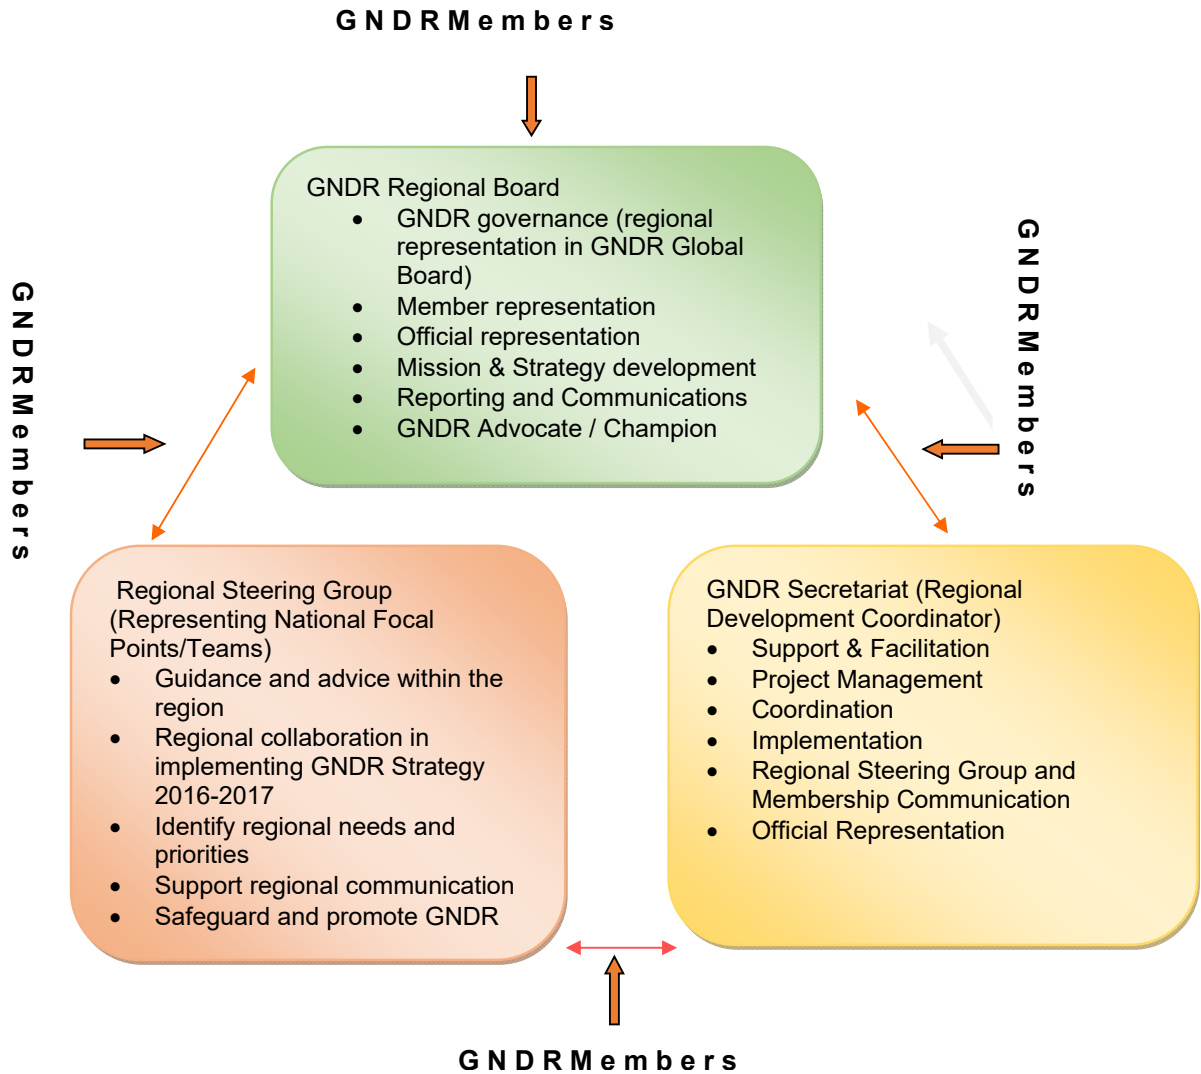 G N D R M e m b e r s
GNDR Regional Board
• GNDR governance (regional
representation in GNDR Global
Board)
• Member representation
• Official representation
• Mission & Strategy development
• Reporting and Communications
• GNDR Advocate / Champion
G N D R M e m b e r s
G N D R M e m b e r s
Regional Steering Group
(Representing National Focal
Points/Teams)
• Guidance and advice within the
region
• Regional collaboration in
implementing GNDR Strategy
2016-2017
• Identify regional needs and
priorities
• Support regional communication
• Safeguard and promote GNDR
GNDR Secretariat (Regional
Development Coordinator)
• Support & Facilitation
• Project Management
• Coordination
• Implementation
• Regional Steering Group and
Membership Communication
• Official Representation
G N D R M e m b e r s